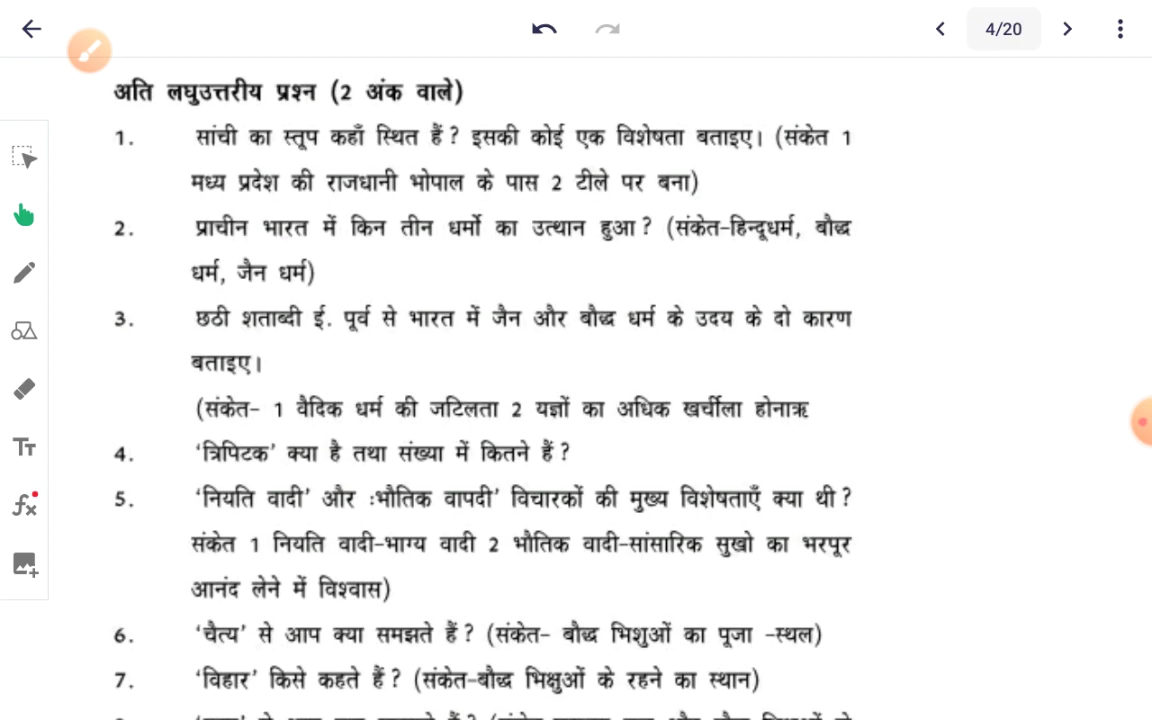 4/20
अति लघुउत्तरीय प्रश्न (2 अंक वाले)
1. सांची का स्तूप कहाँ स्थित हैं? इसकी कोई एक विशेषता बताइए। (संकेत 1
मध्य प्रदेश की राजधानी भोपाल के पास 2 टीले पर बना)
2. प्राचीन भारत में किन तीन धर्मो का उत्थान हुआ? (संकेत-हिन्दूधर्म, बौद्ध
धर्म, जैन धर्म)
3. छठी शताब्दी ई. पूर्व से भारत में जैन और बौद्ध धर्म के उदय के दो कारण
बताइए।
(संकेत- 1 वैदिक धर्म की जटिलता 2 यज्ञों का अधिक खर्चीला होनाऋ
4. ‘त्रिपिटक’ क्या है तथा संख्या में कितने हैं?
5. ‘नियति वादी’ और ःभौतिक वापदी’ विचारकों की मुख्य विशेषताएँ क्या थी?
संकेत 1 नियति वादी-भाग्य वादी 2 भौतिक वादी-सांसारिक सुखो का भरपूर
आनंद लेने में विश्वास)
6. ‘चैत्य’ से आप क्या समझते हैं? (संकेत- बौद्ध भिशुओं का पूजा -स्थल)
7. ‘विहार’ किसे कहते हैं? (संकेत-बौद्ध भिक्षुओं के रहने का स्थान)